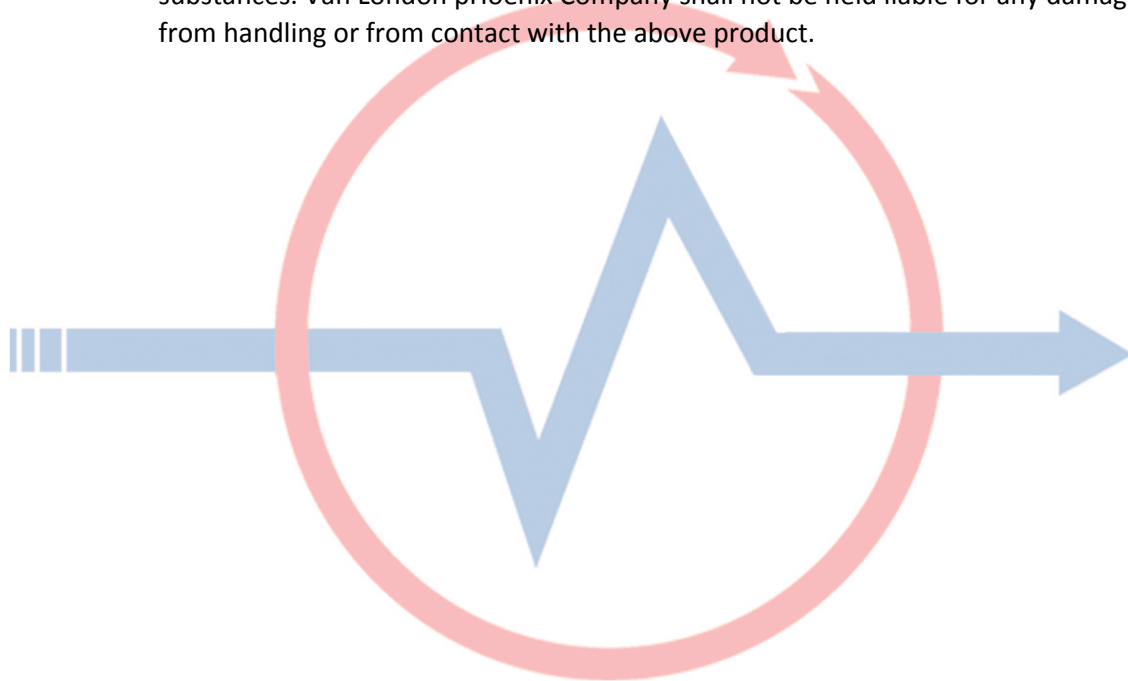 substances. Van London pHoenix Company shall not be held liable for any damag
from handling or from contact with the above product.